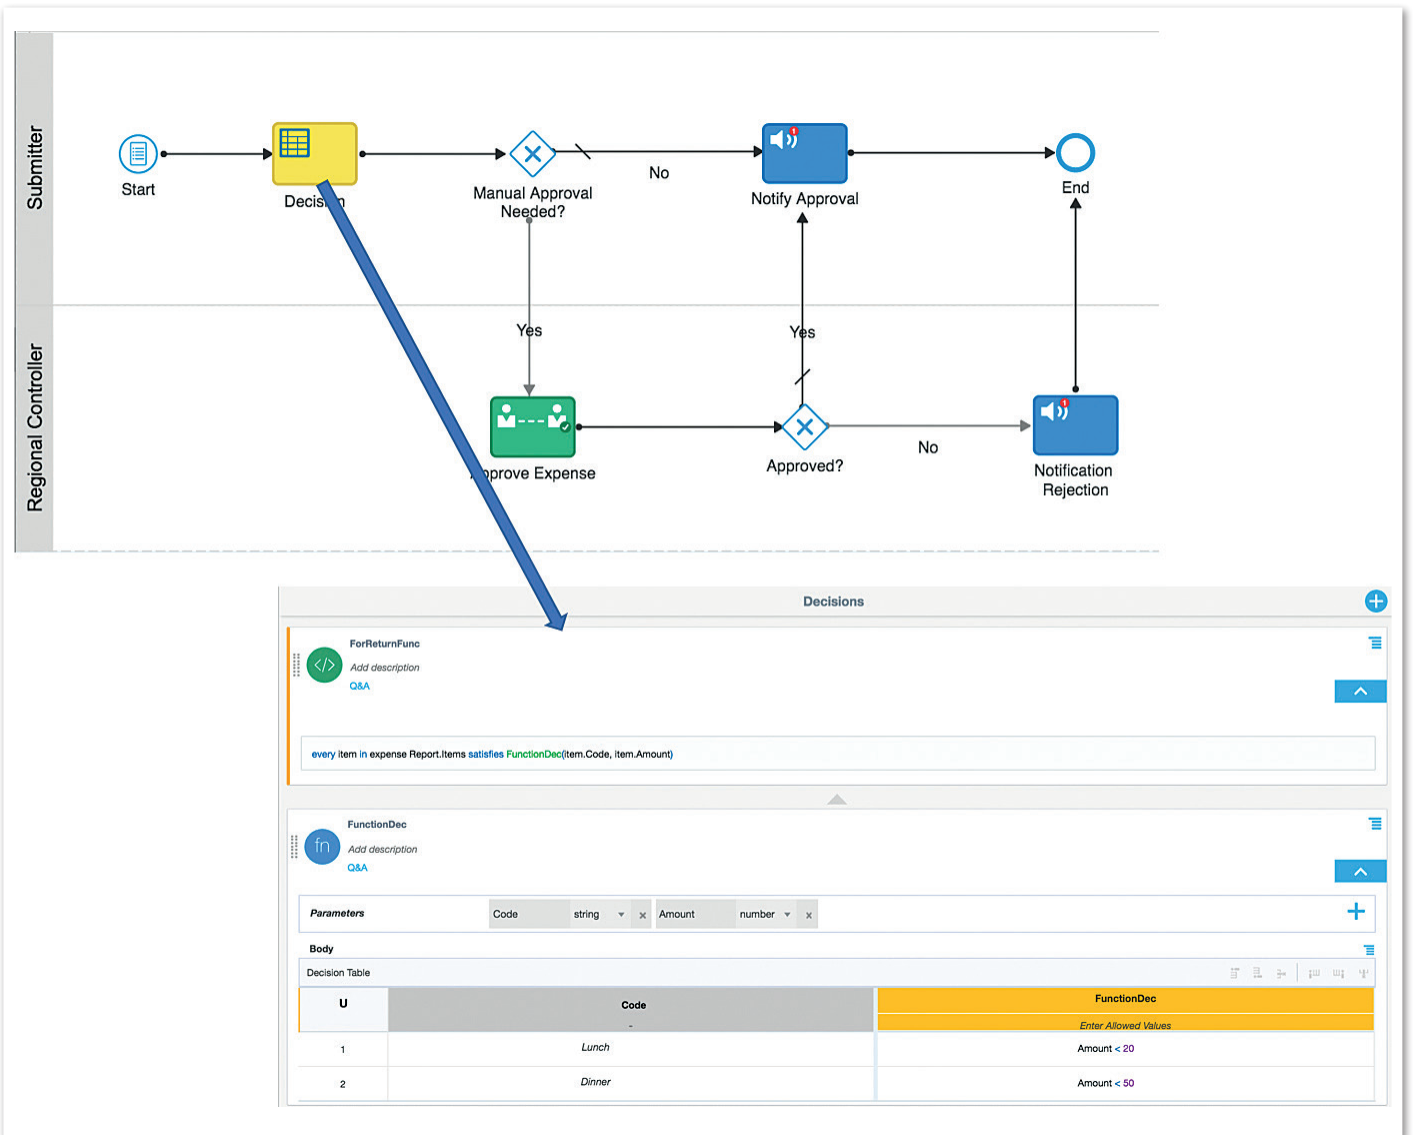 Submitter
Start
Decision
Manual Approval
Needed?
No
Notify Approval
End
Regional Controller
Yes
Yes
Approve Expense
Approved?
No
Notification
Rejection
Decisions
ForReturnFunc
Add description
Q&A
every item in expense Report.Items satisfies FunctionDec(item.Code, item.Amount)
FunctionDec
fn
Add description
Q&A
Parameters Code string x Amount number x
Body
Decision Table
U Code FunctionDec
- Enter Allowed Values
1 Lunch Amount < 20
2 Dinner Amount < 50